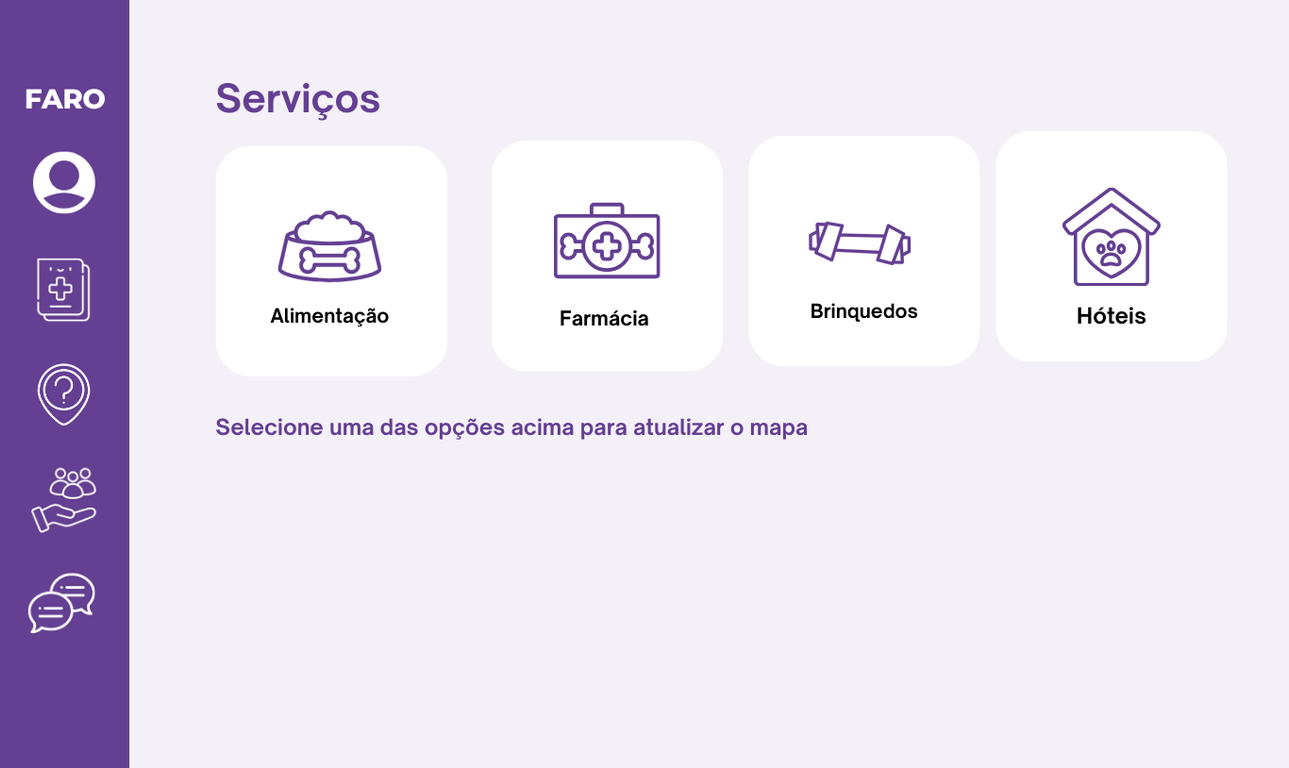 FARO
Serviços
Alimentação
Farmácia
Brinquedos
Hóteis
Selecione uma das opções acima para atualizar o mapa